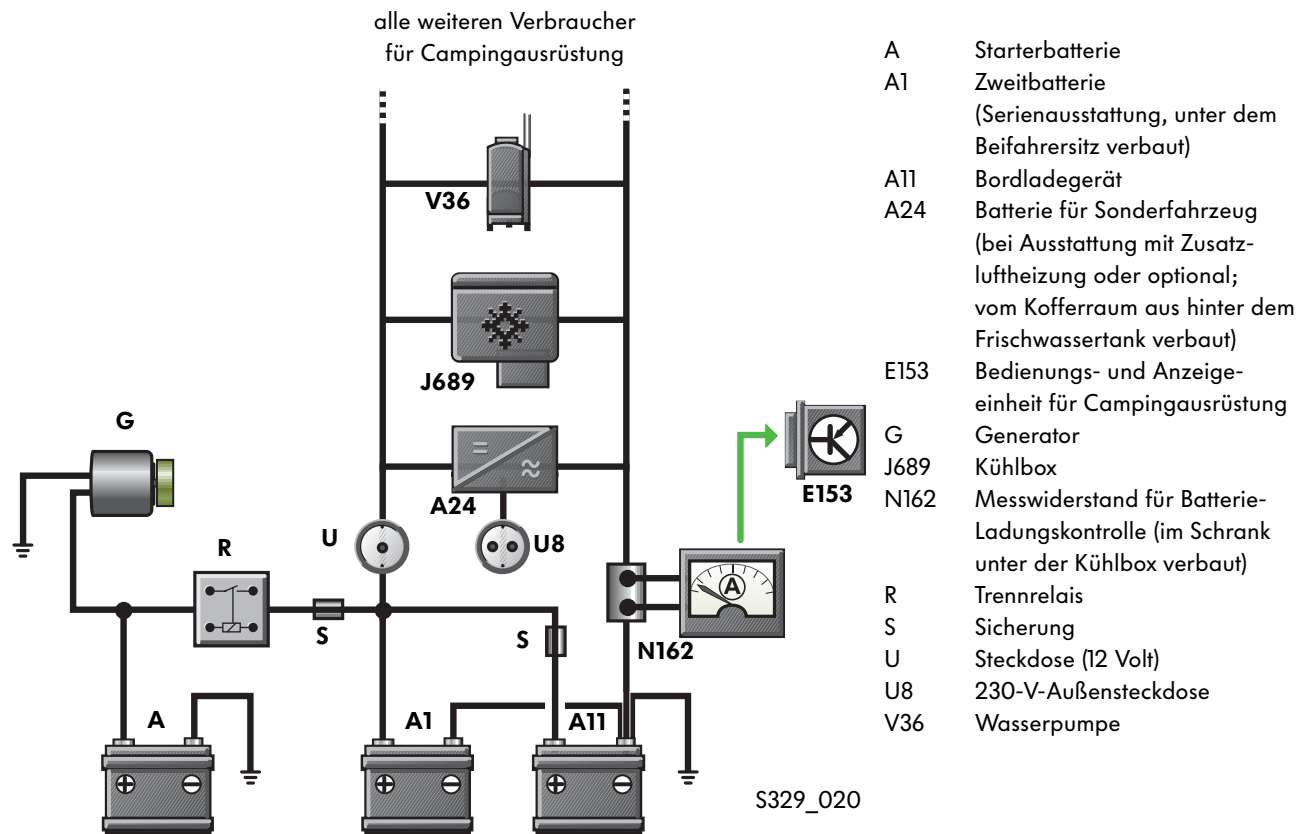 alle weiteren Verbraucher
für Campingausrüstung
V36
J689
A24
U
U8
G
R
S
S
N162
A
E153
A
A1
A11
+ −
+ −
+ −
S329_020
A Starterbatterie
A1 Zweitbatterie
(Serienausstattung, unter dem
Beifahrersitz verbaut)
A11 Bordladegerät
A24 Batterie für Sonderfahrzeug
(bei Ausstattung mit Zusatz-
luftheizung oder optional;
vom Kofferraum aus hinter dem
Frischwassertank verbaut)
E153 Bedienungs- und Anzeige-
einheit für Campingausrüstung
G Generator
J689 Kühlbox
N162 Messwiderstand für Batterie-
Ladungskontrolle (im Schrank
unter der Kühlbox verbaut)
R Trennrelais
S Sicherung
U Steckdose (12 Volt)
U8 230-V-Außensteckdose
V36 Wasserpumpe